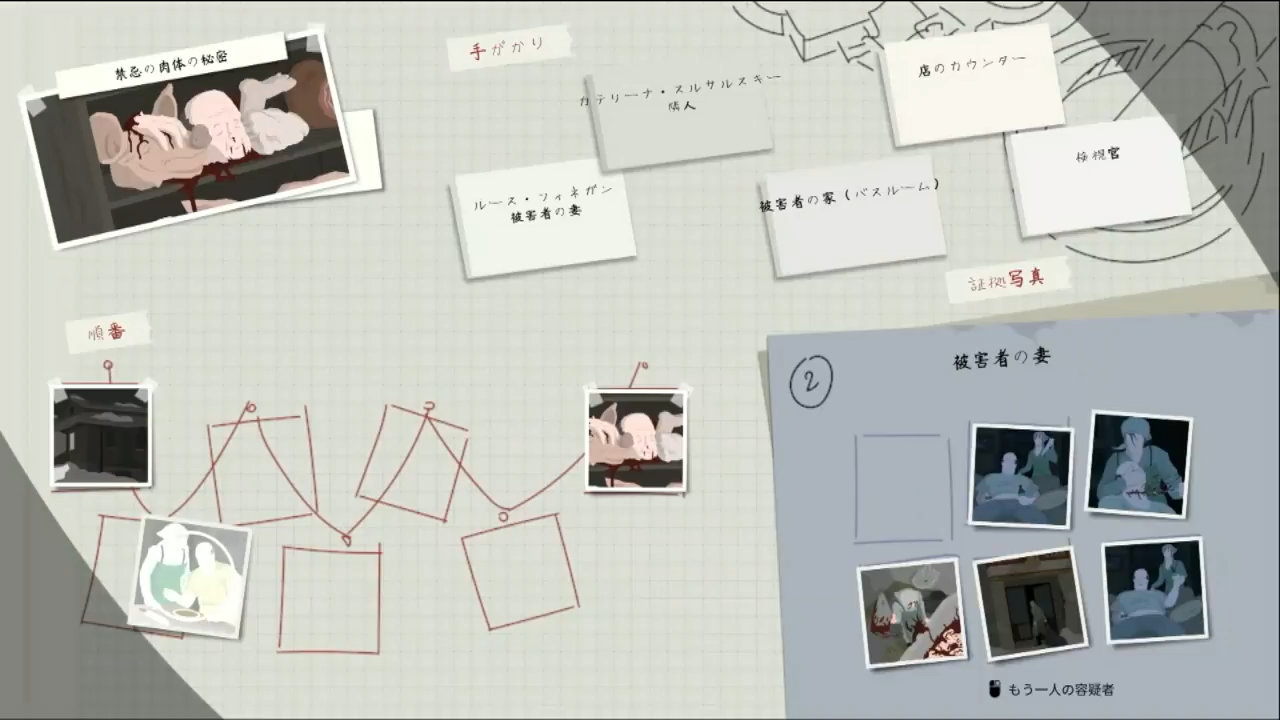 禁忌の肉体の秘密
手がかり
カテリーナ・スルサルスキー
隣人
店のカウンター
検視官
ルース・フィネガン
被害者の妻
被害者の家（バスルーム）
証拠写真
順番
2
被害者の妻
もう一人の容疑者